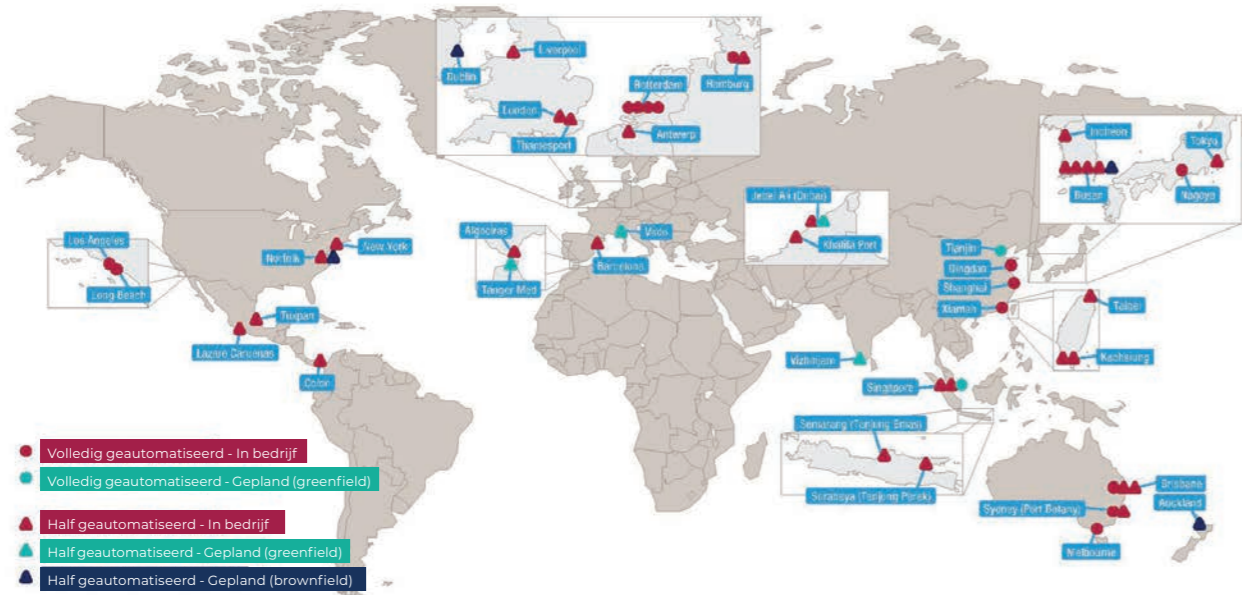 Dublin
Liverpool
London
Thamesport
Rotterdam
Antwerp
Hamburg
Incheon
Tokyo
Busan
Nagoya
Jebel Ali (Dubai)
Khalifa Port
Los Angeles
Long Beach
New York
Norfolk
Tuxpan
Lazaro Cardenas
Colon
Algeciras
Tanger Med
Vado
Barcelona
Tianjin
Qingdao
Shanghai
Xiamen
Taipei
Kaohsiung
Vizhinjam
Singapore
Semarang (Tanjung Emas)
Surabaya (Tanjung Perak)
Brisbane
Auckland
Sydney (Port Botany)
Melbourne
Volledig geautomatiseerd - In bedrijf
Volledig geautomatiseerd - Gepland (greenfield)
Half geautomatiseerd - In bedrijf
Half geautomatiseerd - Gepland (greenfield)
Half geautomatiseerd - Gepland (brownfield)